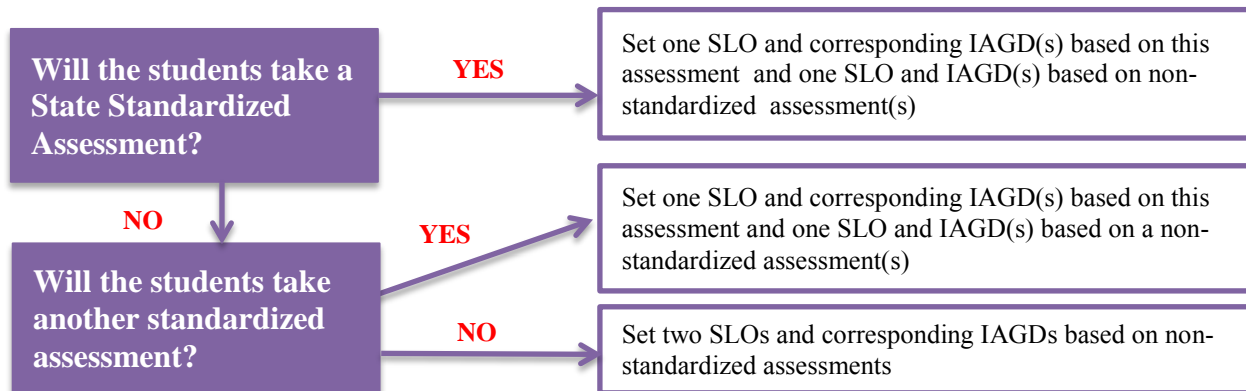 Will the students take a
State Standardized
Assessment?
YES
Set one SLO and corresponding IAGD(s) based on this
assessment and one SLO and IAGD(s) based on non-
standardized assessment(s)
NO
Will the students take
another standardized
assessment?
YES
Set one SLO and corresponding IAGD(s) based on this
assessment and one SLO and IAGD(s) based on a non-
standardized assessment(s)
NO
Set two SLOs and corresponding IAGDs based on non-
standardized assessments